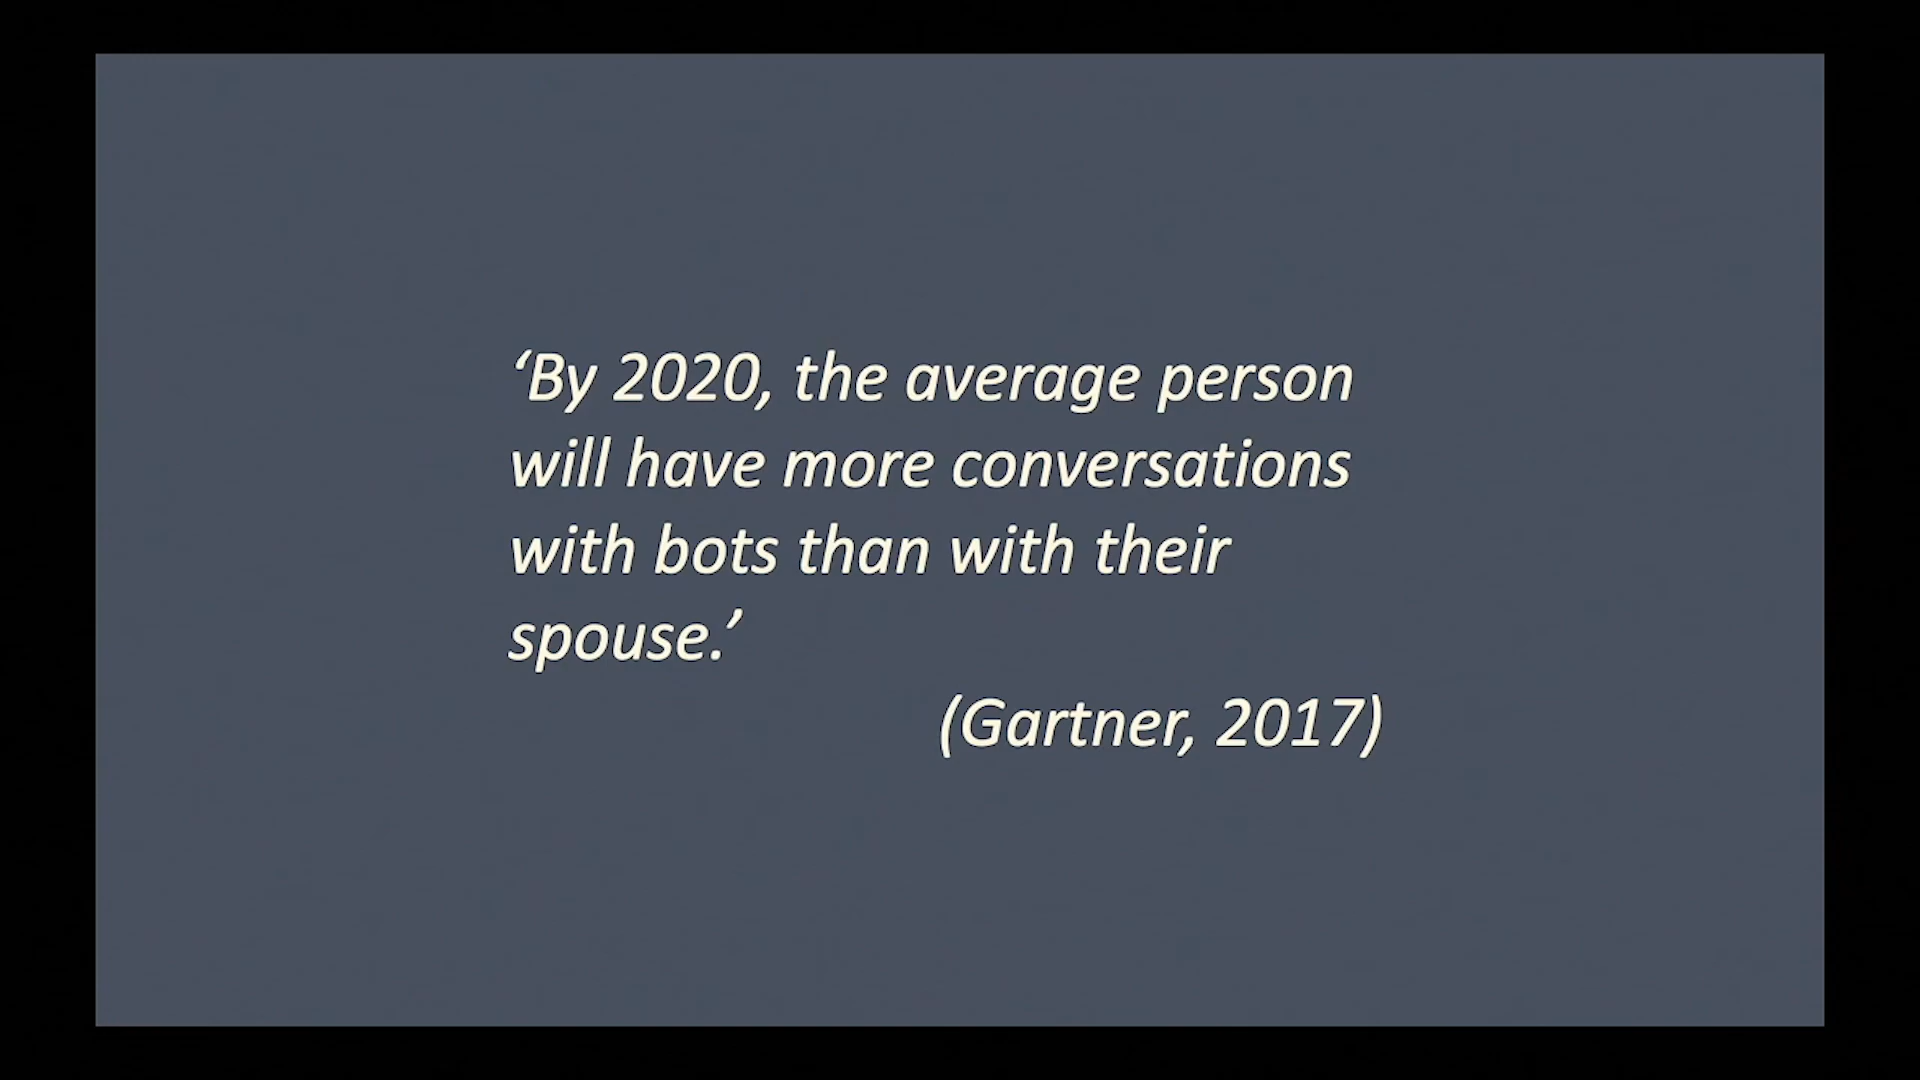 ‘By 2020, the average person
will have more conversations
with bots than with their
spouse.’
(Gartner, 2017)